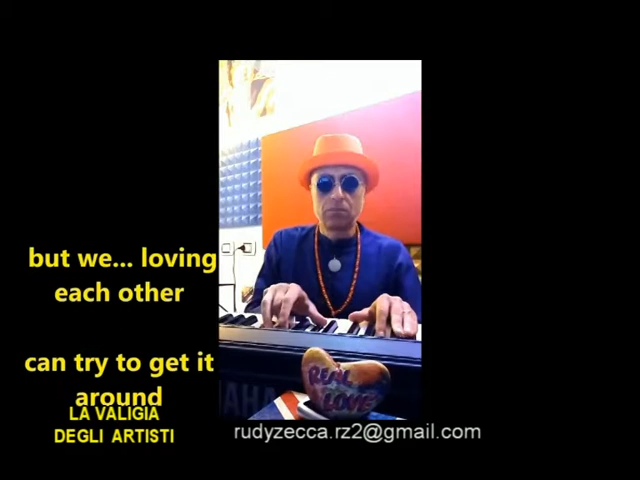 but we... loving
each other
can try to get it
around
LA VALIGIA
DEGLI ARTISTI
rudyzecca.rz2@gmail.com
YAMAHA
REAL
LOVE